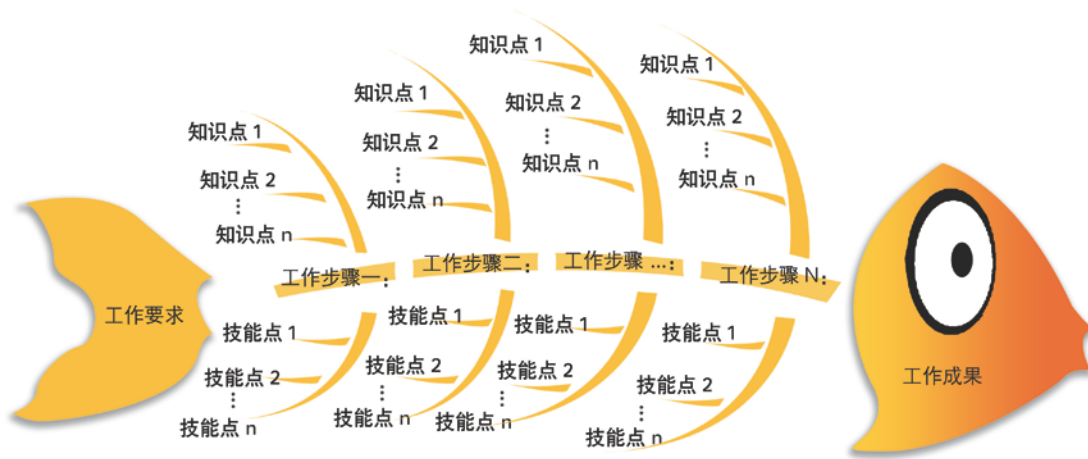 工作要求
知识点 1
知识点 2
⋮
知识点 n
工作步骤一:
技能点 1
技能点 2
⋮
技能点 n
知识点 1
知识点 2
⋮
知识点 n
工作步骤二:
技能点 1
技能点 2
⋮
技能点 n
知识点 1
知识点 2
⋮
知识点 n
工作步骤 ...:
技能点 1
技能点 2
⋮
技能点 n
知识点 1
知识点 2
⋮
知识点 n
工作步骤 N:
技能点 1
技能点 2
⋮
技能点 n
工作成果